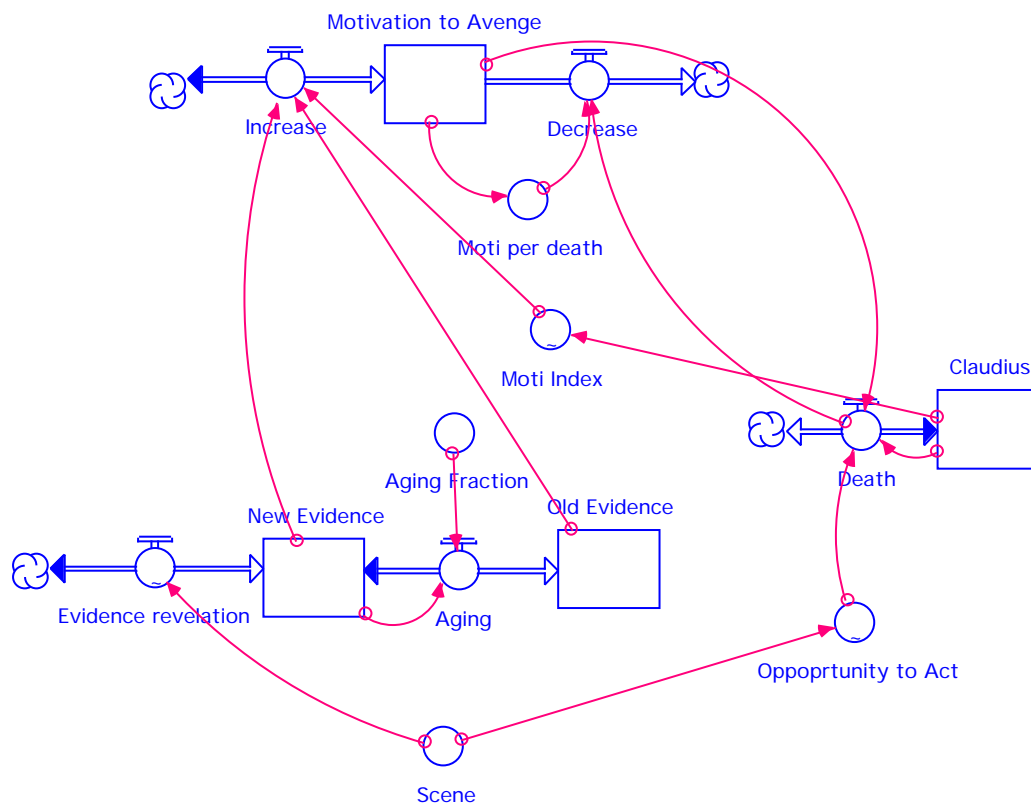 Motivation to Avenge
Increase
Decrease
Moti per death
Moti Index
Claudius
Aging Fraction
Death
New Evidence
Old Evidence
Evidence revelation
Aging
Oppoprtunity to Act
Scene